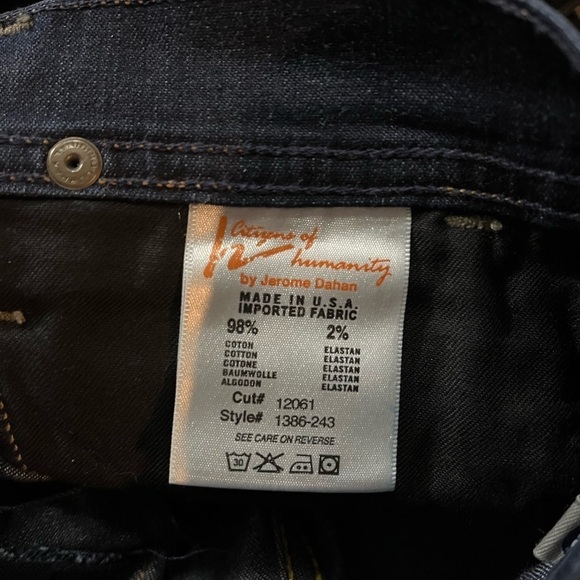 Citizens of
humanity
by Jerome Dahan
MADE IN U.S.A.
IMPORTED FABRIC
98% 2%
COTON ELASTAN
COTTON ELASTAN
COTONE ELASTAN
BAUMWOLLE ELASTAN
ALGODON ELASTAN
Cut# 12061
Style# 1386-243
SEE CARE ON REVERSE
30